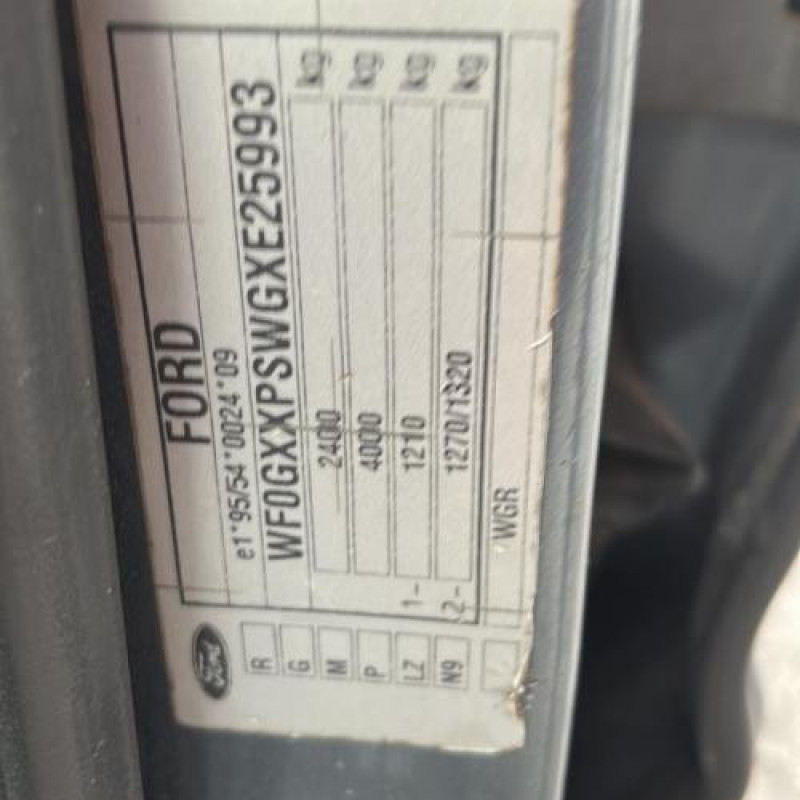 FORD
e1*95/54*0024*09
WF0GXXPSWGXE25993
2400 kg
4000 kg
1- 1210 kg
2- 1270/1320 kg
WGR
Ford
R
G
M
P
LZ
N9